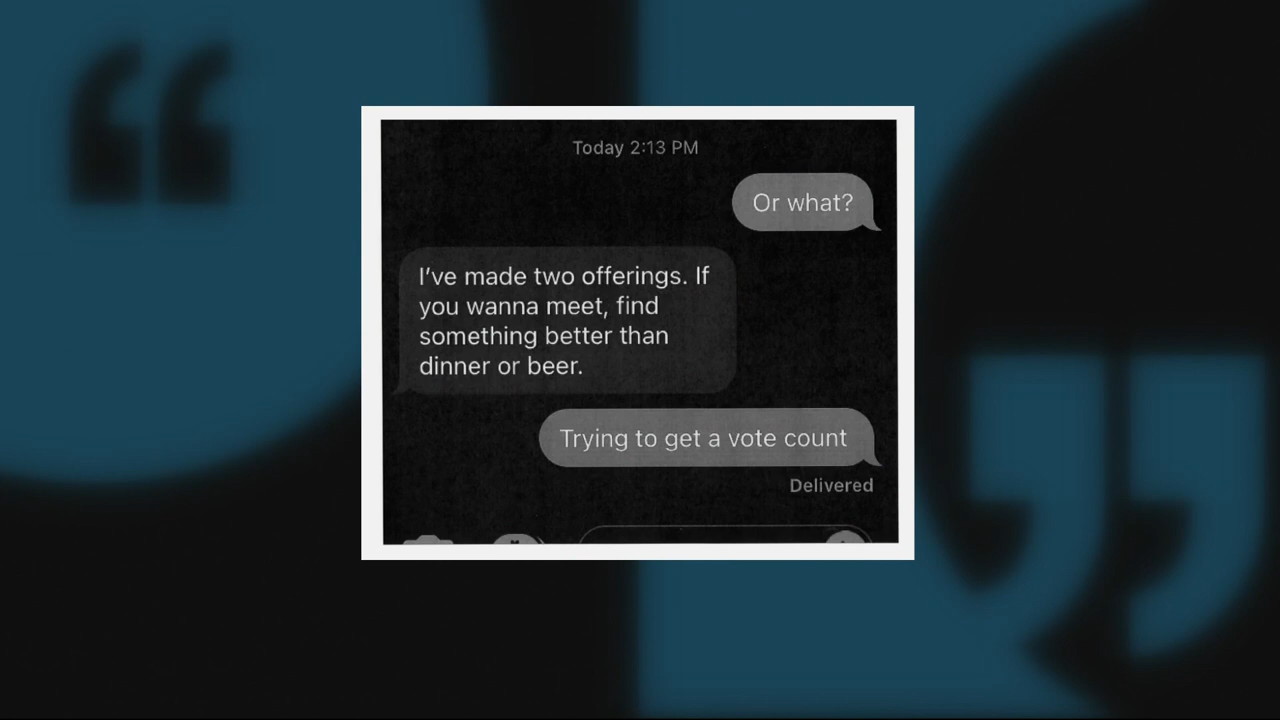 Today 2:13 PM
Or what?
I’ve made two offerings. If
you wanna meet, find
something better than
dinner or beer.
Trying to get a vote count
Delivered